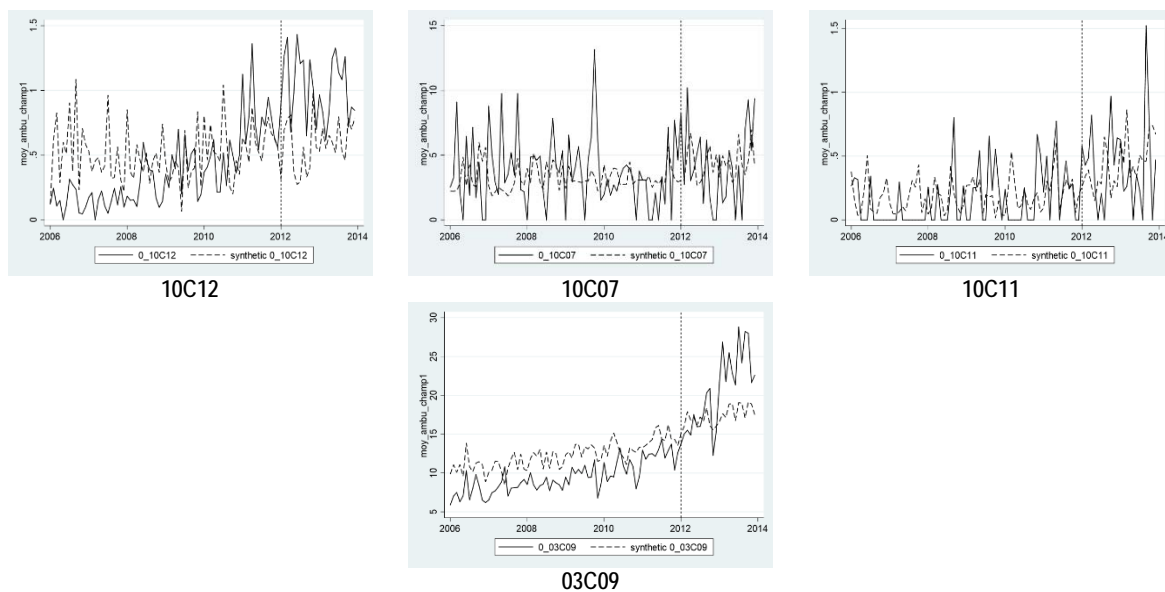 moy_ambu_champ1
1.5
1
.5
0
2006 2008 2010 2012 2014
0_10C12 synthetic 0_10C12
10C12
moy_ambu_champ1
15
10
5
0
2006 2008 2010 2012 2014
0_10C07 synthetic 0_10C07
10C07
moy_ambu_champ1
1.5
1
.5
0
2006 2008 2010 2012 2014
0_10C11 synthetic 0_10C11
10C11
moy_ambu_champ1
30
25
20
15
10
5
2006 2008 2010 2012 2014
0_03C09 synthetic 0_03C09
03C09